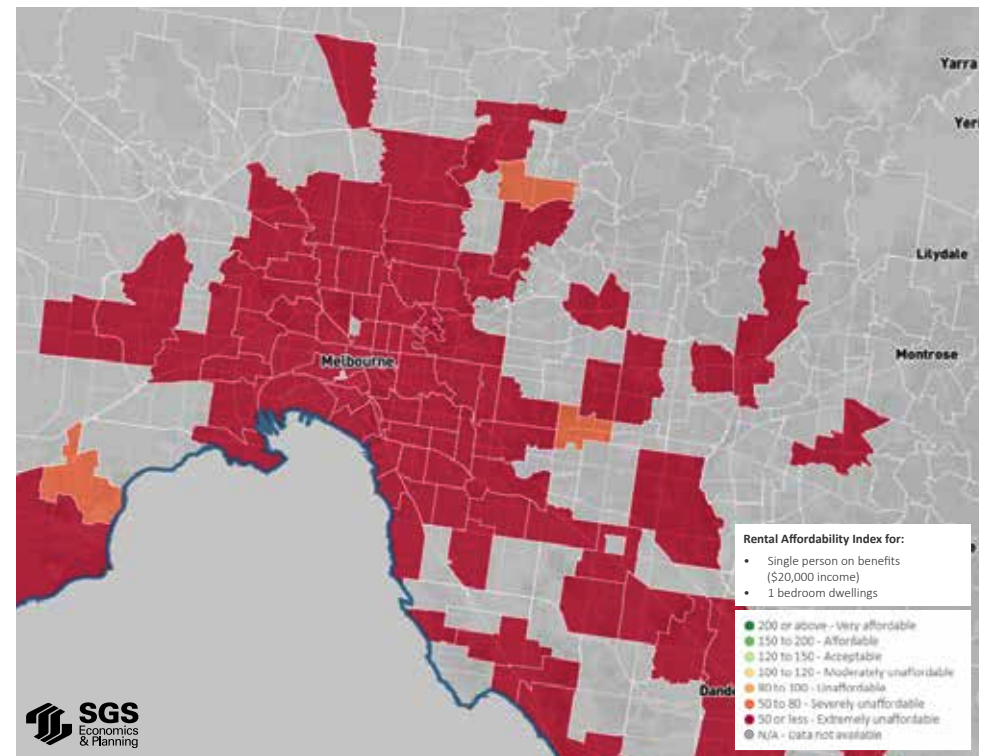 Yarra
Yer
Lilydale
Montrose
Melbourne
Rental Affordability Index for:
• Single person on benefits
($20,000 income)
• 1 bedroom dwellings
200 or above - Very affordable
150 to 200 - Affordable
120 to 150 - Acceptable
100 to 120 - Moderately unaffordable
80 to 100 - Unaffordable
50 to 80 - Severely unaffordable
50 or less - Extremely unaffordable
N/A - Data not available
Dande
SGS
Economics
& Planning